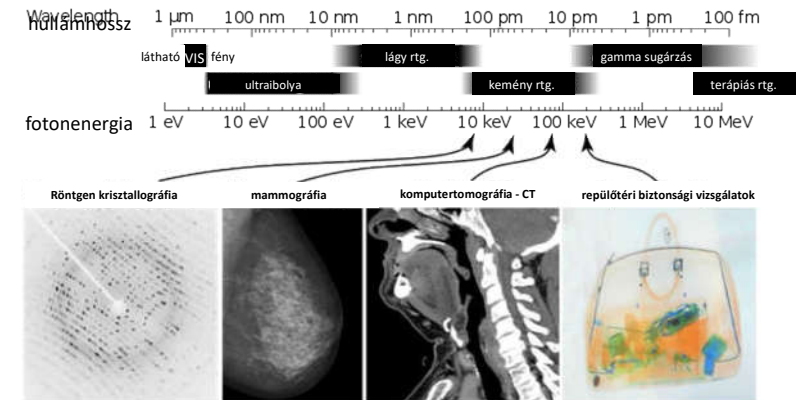 Wavelength
hullámhossz
1 µm 100 nm 10 nm 1 nm 100 pm 10 pm 1 pm 100 fm
látható VIS fény lágy rtg. gamma sugárzás
ultraibolya kemény rtg. terápiás rtg.
fotonenergia 1 eV 10 eV 100 eV 1 keV 10 keV 100 keV 1 MeV 10 MeV
Röntgen krisztallográfia mammográfia komputertomográfia - CT repülőtéri biztonsági vizsgálatok